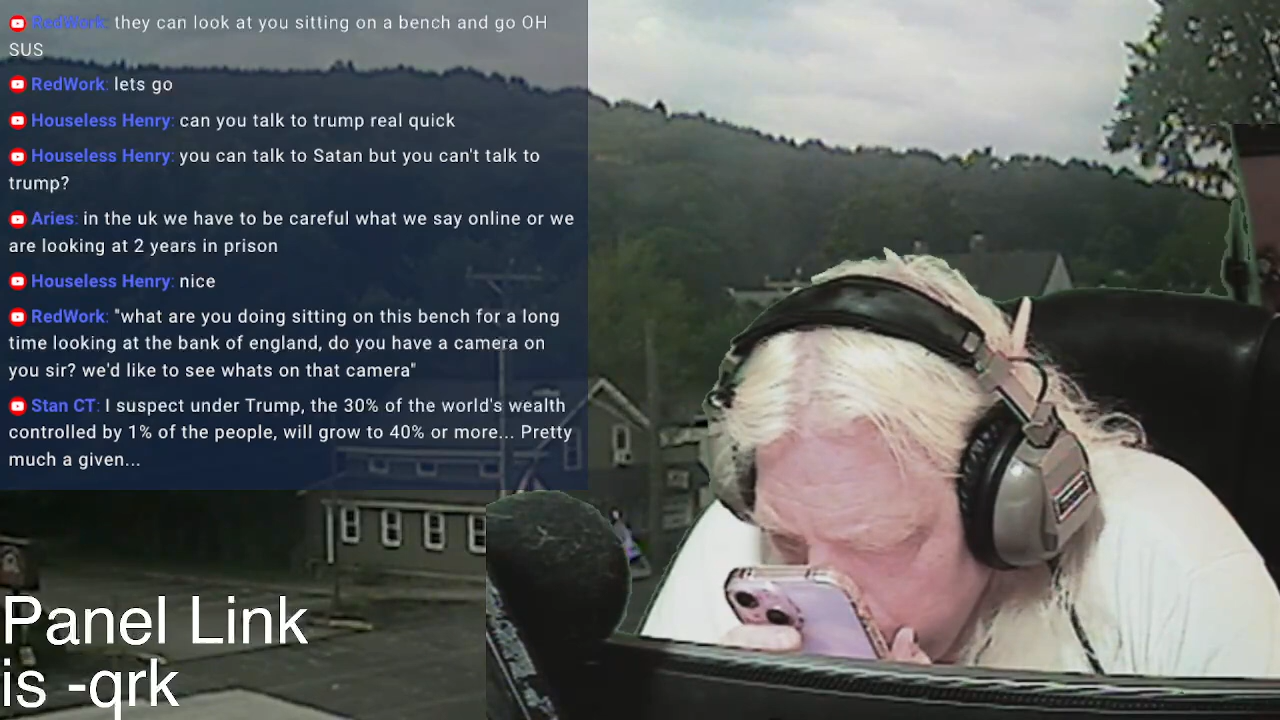 RedWork: they can look at you sitting on a bench and go OH
SUS
RedWork: lets go
Houseless Henry: can you talk to trump real quick
Houseless Henry: you can talk to Satan but you can't talk to
trump?
Aries: in the uk we have to be careful what we say online or we
are looking at 2 years in prison
Houseless Henry: nice
RedWork: "what are you doing sitting on this bench for a long
time looking at the bank of england, do you have a camera on
you sir? we'd like to see whats on that camera"
Stan CT: I suspect under Trump, the 30% of the world's wealth
controlled by 1% of the people, will grow to 40% or more... Pretty
much a given...
Panel Link
is -qrk